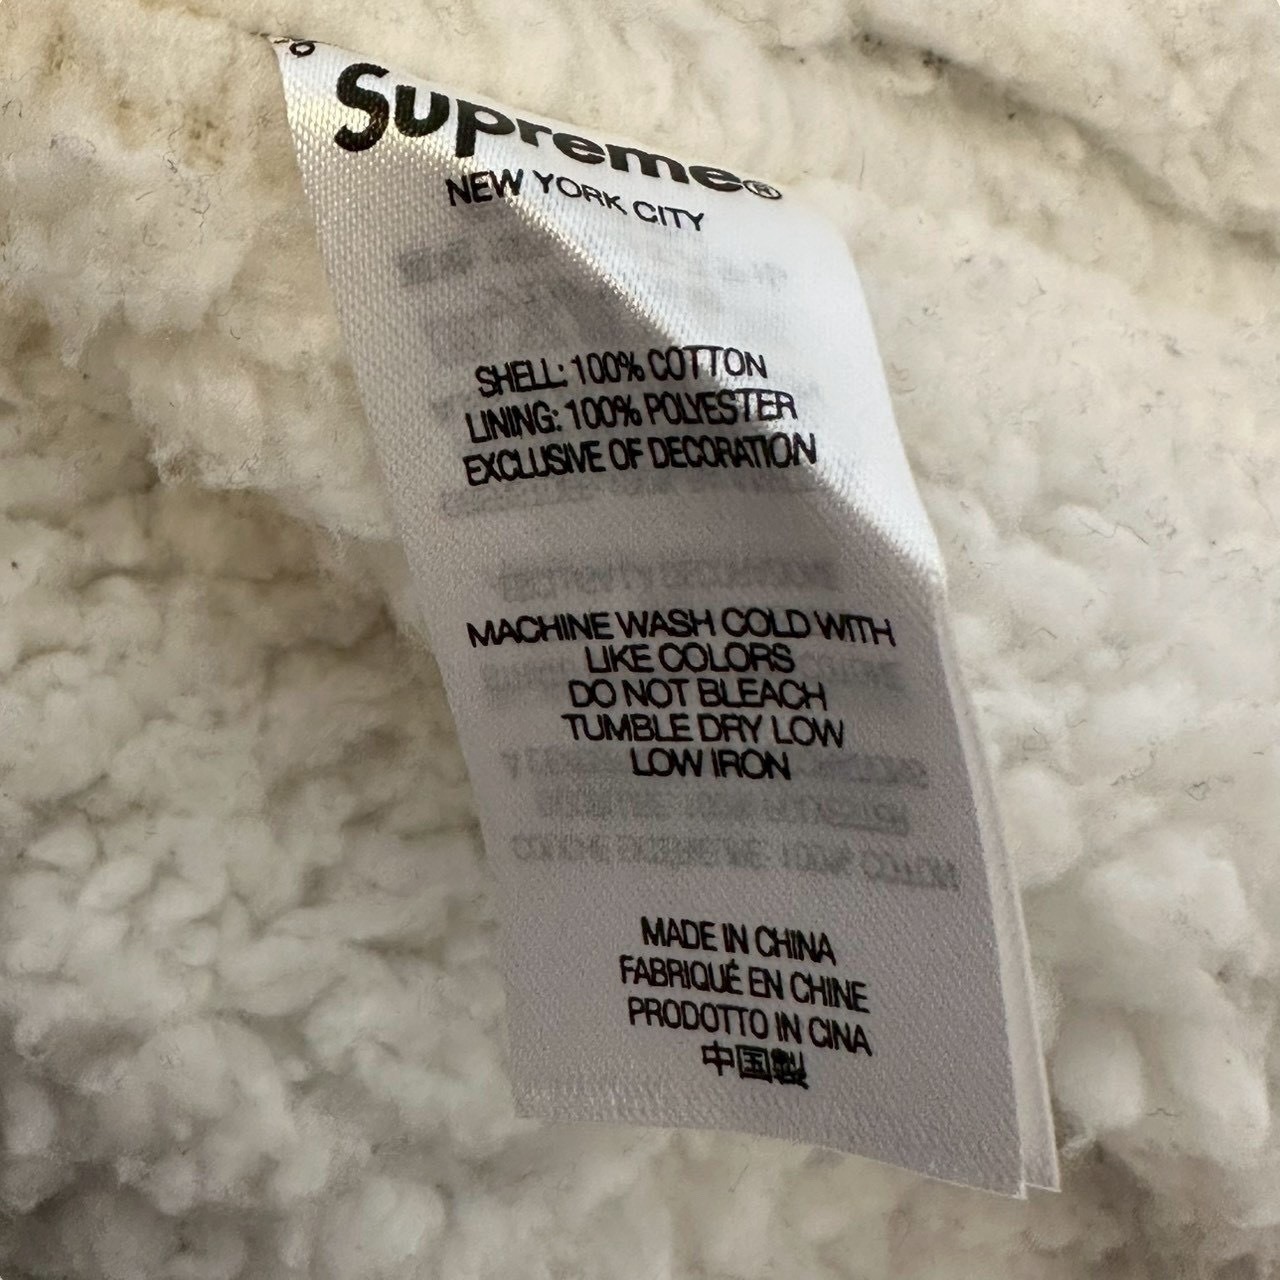 Supreme®
NEW YORK CITY
SHELL: 100% COTTON
LINING: 100% POLYESTER
EXCLUSIVE OF DECORATION
MACHINE WASH COLD WITH
LIKE COLORS
DO NOT BLEACH
TUMBLE DRY LOW
LOW IRON
MADE IN CHINA
FABRIQUÉ EN CHINE
PRODOTTO IN CINA
中国製